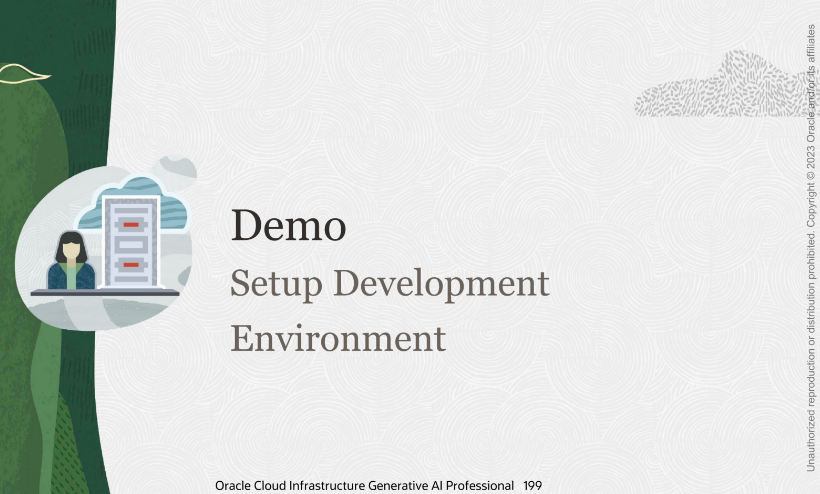 Demo
Setup Development
Environment
Oracle Cloud Infrastructure Generative AI Professional 199
Unauthorized reproduction or distribution prohibited. Copyright © 2023 Oracle and/or its affiliates